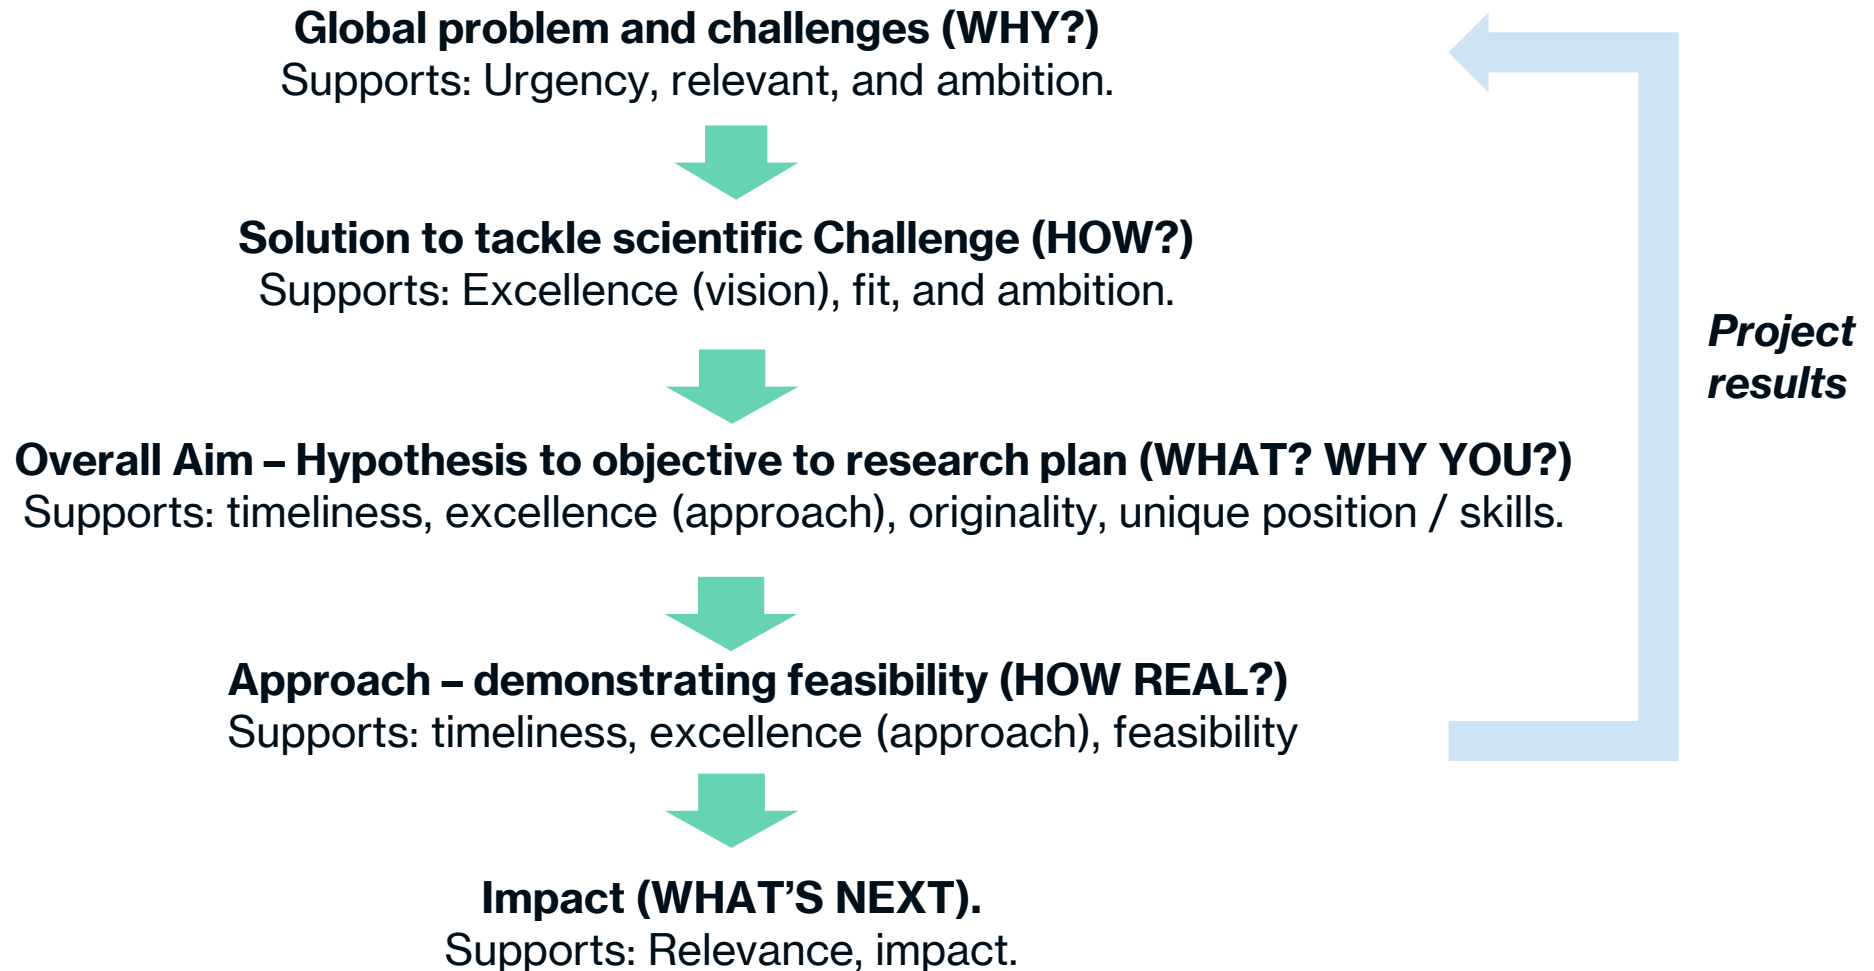 Global problem and challenges (WHY?)
Supports: Urgency, relevant, and ambition.
Solution to tackle scientific Challenge (HOW?)
Supports: Excellence (vision), fit, and ambition.
Project
results
Overall Aim – Hypothesis to objective to research plan (WHAT? WHY YOU?)
Supports: timeliness, excellence (approach), originality, unique position / skills.
Approach – demonstrating feasibility (HOW REAL?)
Supports: timeliness, excellence (approach), feasibility
Impact (WHAT’S NEXT).
Supports: Relevance, impact.